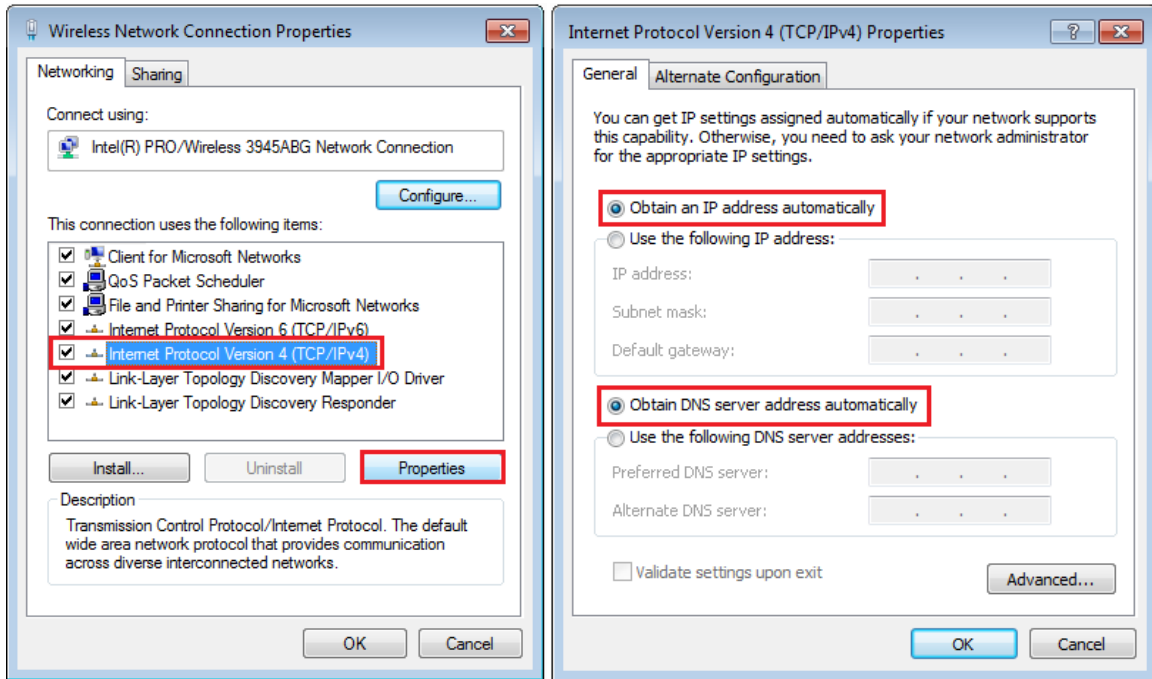 Wireless Network Connection Properties
Networking
Sharing
Connect using:
Intel(R) PRO/Wireless 3945ABG Network Connection
Configure...
This connection uses the following items:
Client for Microsoft Networks
QoS Packet Scheduler
File and Printer Sharing for Microsoft Networks
Internet Protocol Version 6 (TCP/IPv6)
Internet Protocol Version 4 (TCP/IPv4)
Link-Layer Topology Discovery Mapper I/O Driver
Link-Layer Topology Discovery Responder
Install...
Uninstall
Properties
Description
Transmission Control Protocol/Internet Protocol. The default
wide area network protocol that provides communication
across diverse interconnected networks.
OK
Cancel
Internet Protocol Version 4 (TCP/IPv4) Properties
?
General
Alternate Configuration
You can get IP settings assigned automatically if your network supports
this capability. Otherwise, you need to ask your network administrator
for the appropriate IP settings.
Obtain an IP address automatically
Use the following IP address:
IP address:
. . .
Subnet mask:
. . .
Default gateway:
. . .
Obtain DNS server address automatically
Use the following DNS server addresses:
Preferred DNS server:
. . .
Alternate DNS server:
. . .
Validate settings upon exit
Advanced...
OK
Cancel